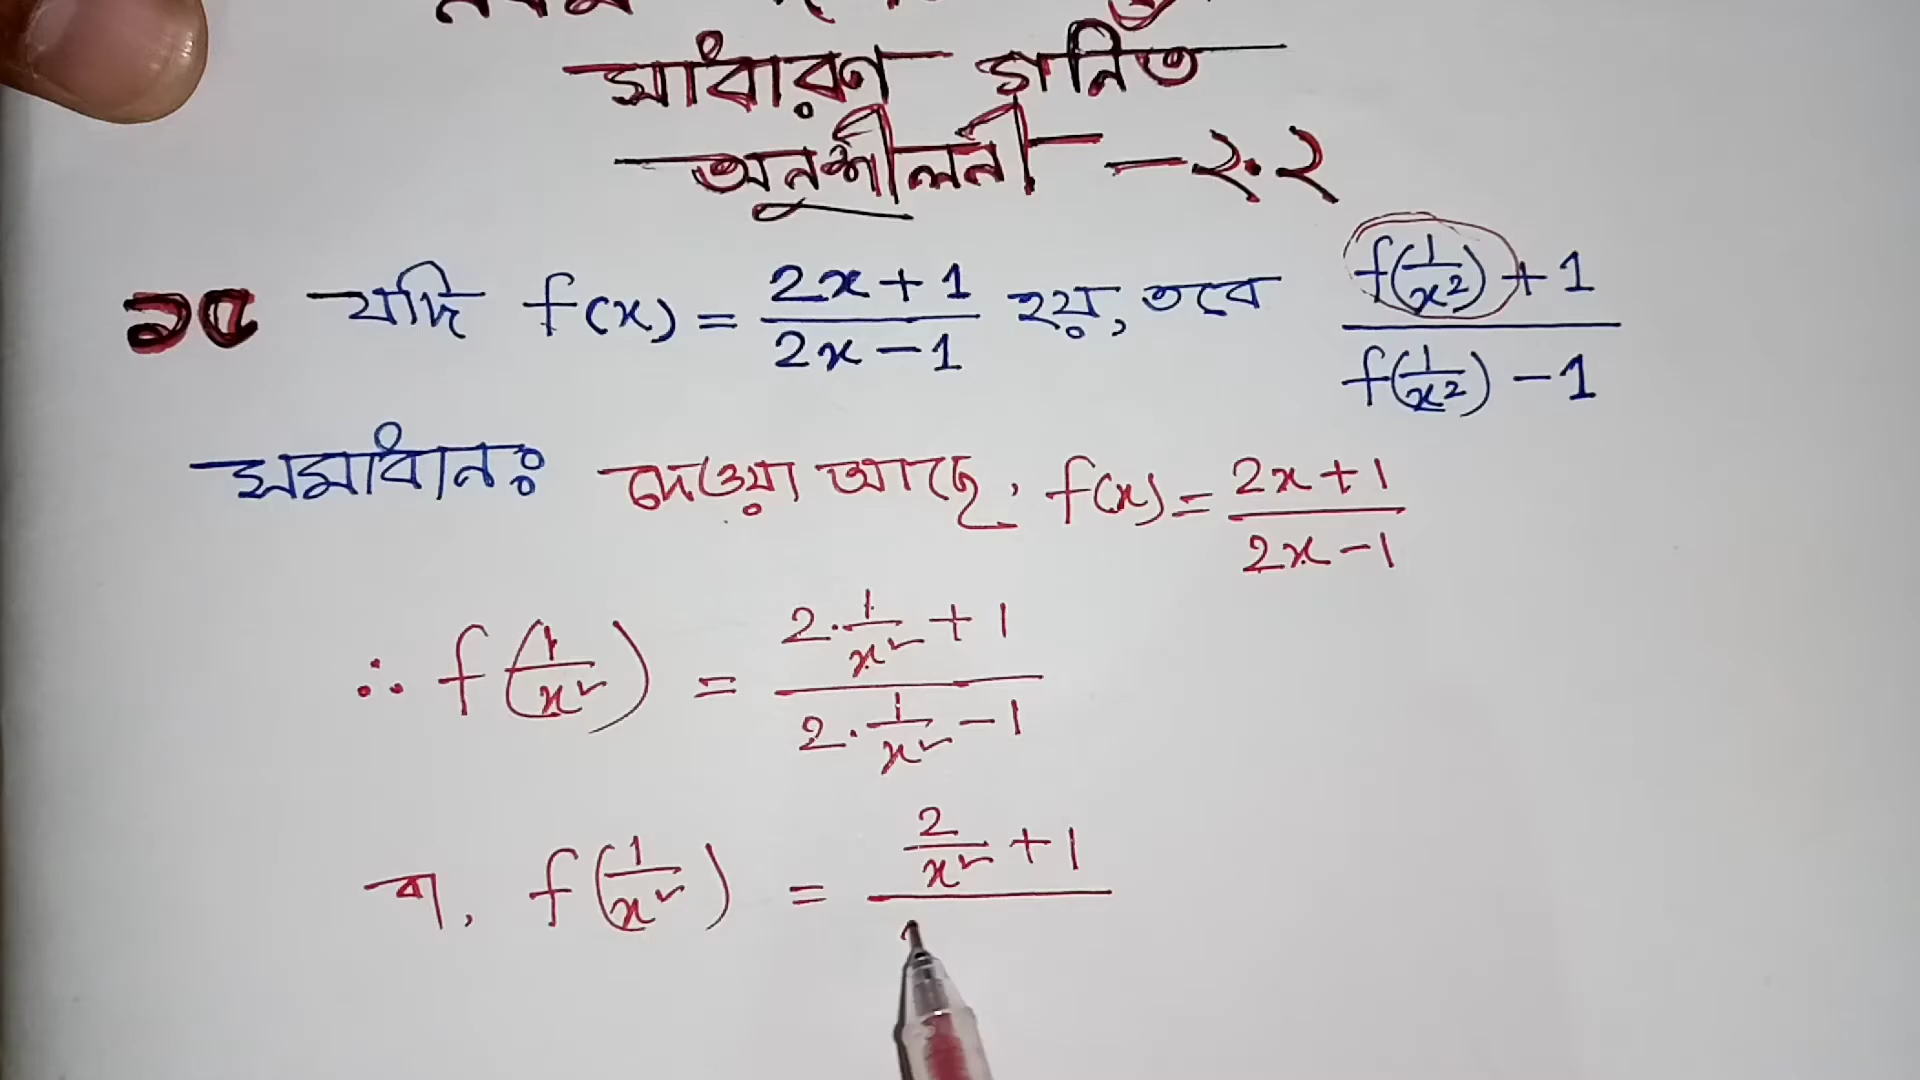 সাধারণ গনিত
অনুশীলনী – ২.২
১৫ যদি f(x) = (2x+1)/(2x−1) হয়, তবে (f(1/x²)+1)/(f(1/x²)−1)
সমাধান: দেওয়া আছে, f(x) = (2x+1)/(2x−1)
∴ f(1/x²) = (2·1/x²+1)/(2·1/x²−1)
বা, f(1/x²) = (2/x²+1)/